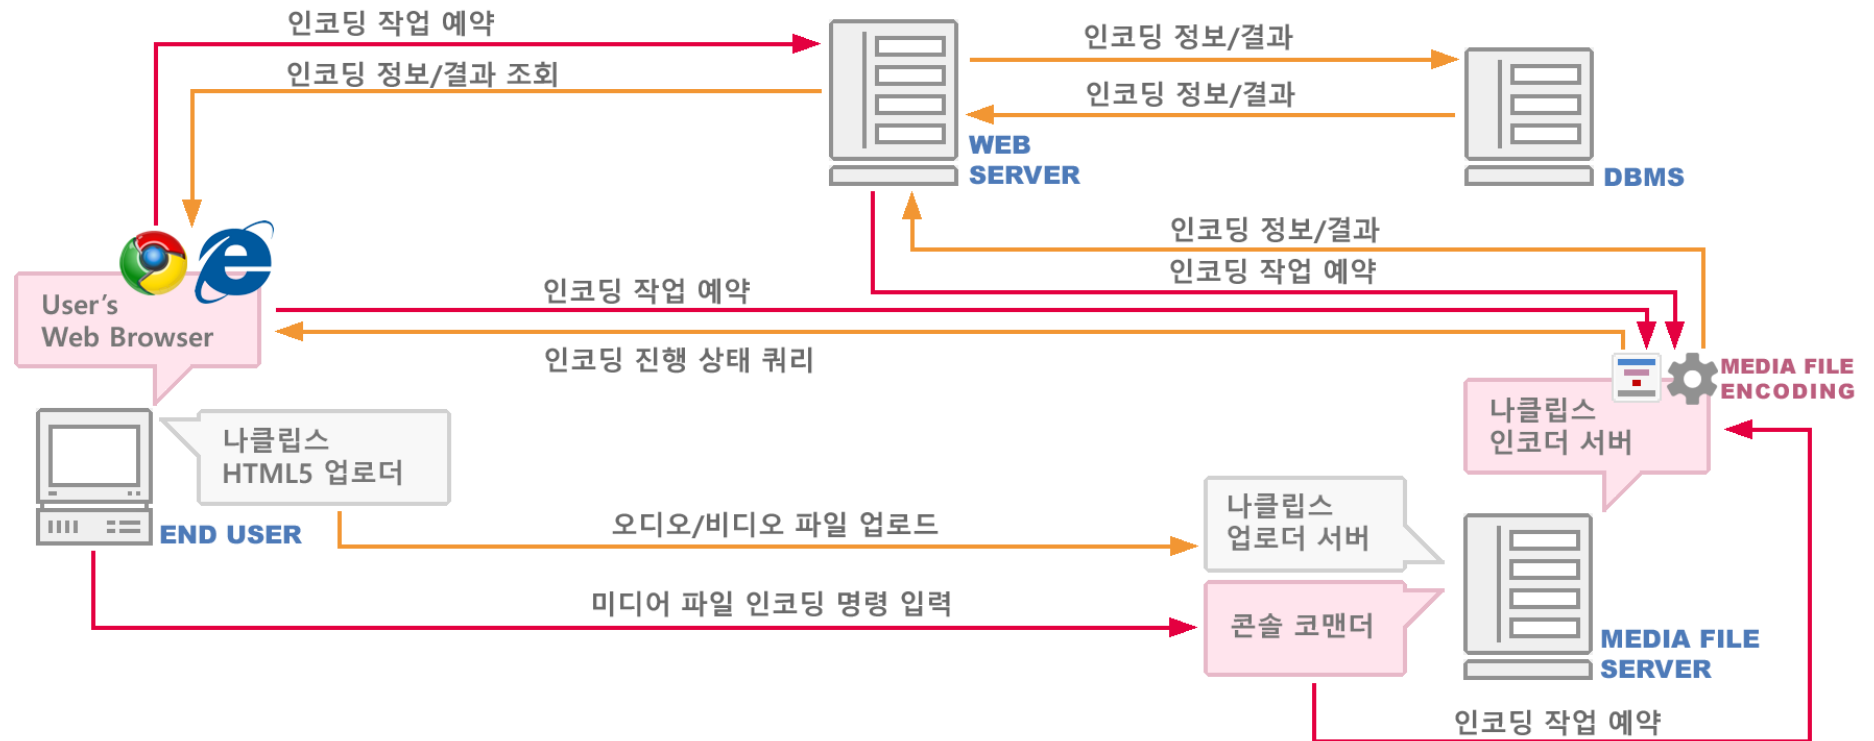 인코딩 작업 예약
인코딩 정보/결과 조회
인코딩 정보/결과
인코딩 정보/결과
WEB
SERVER
DBMS
인코딩 정보/결과
인코딩 작업 예약
User's
Web Browser
인코딩 작업 예약
인코딩 진행 상태 쿼리
MEDIA FILE
ENCODING
나클립스
인코더 서버
나클립스
HTML5 업로더
END USER
오디오/비디오 파일 업로드
나클립스
업로더 서버
미디어 파일 인코딩 명령 입력
콘솔 코맨더
MEDIA FILE
SERVER
인코딩 작업 예약